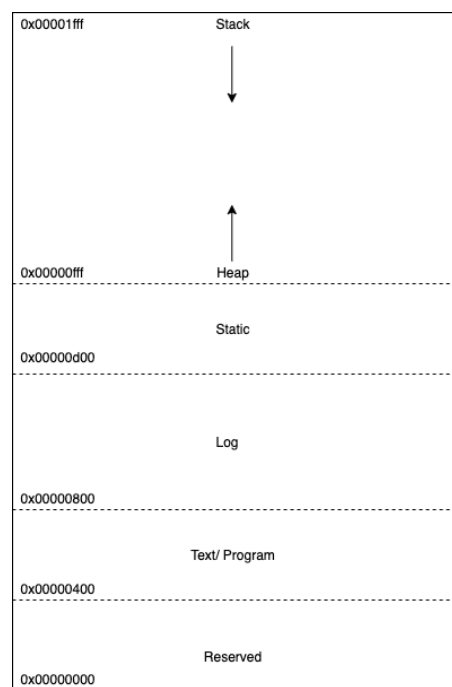 0x00001fff Stack
0x00000fff Heap
Static
0x00000d00
Log
0x00000800
Text/ Program
0x00000400
Reserved
0x00000000